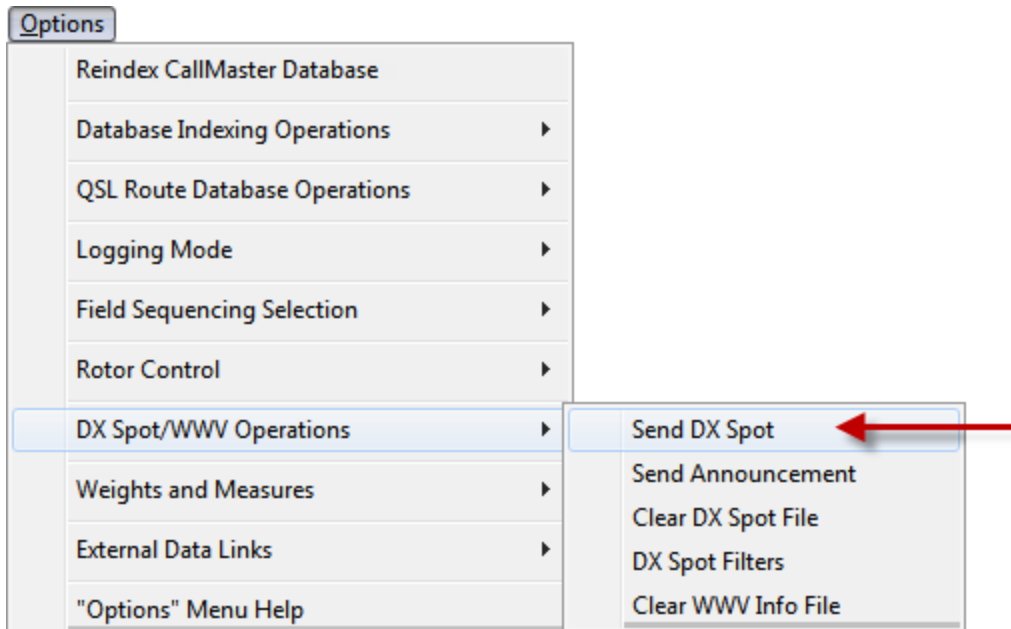 Options
Reindex CallMaster Database
Database Indexing Operations
QSL Route Database Operations
Logging Mode
Field Sequencing Selection
Rotor Control
DX Spot/WWV Operations
Weights and Measures
External Data Links
"Options" Menu Help
Send DX Spot
Send Announcement
Clear DX Spot File
DX Spot Filters
Clear WWV Info File